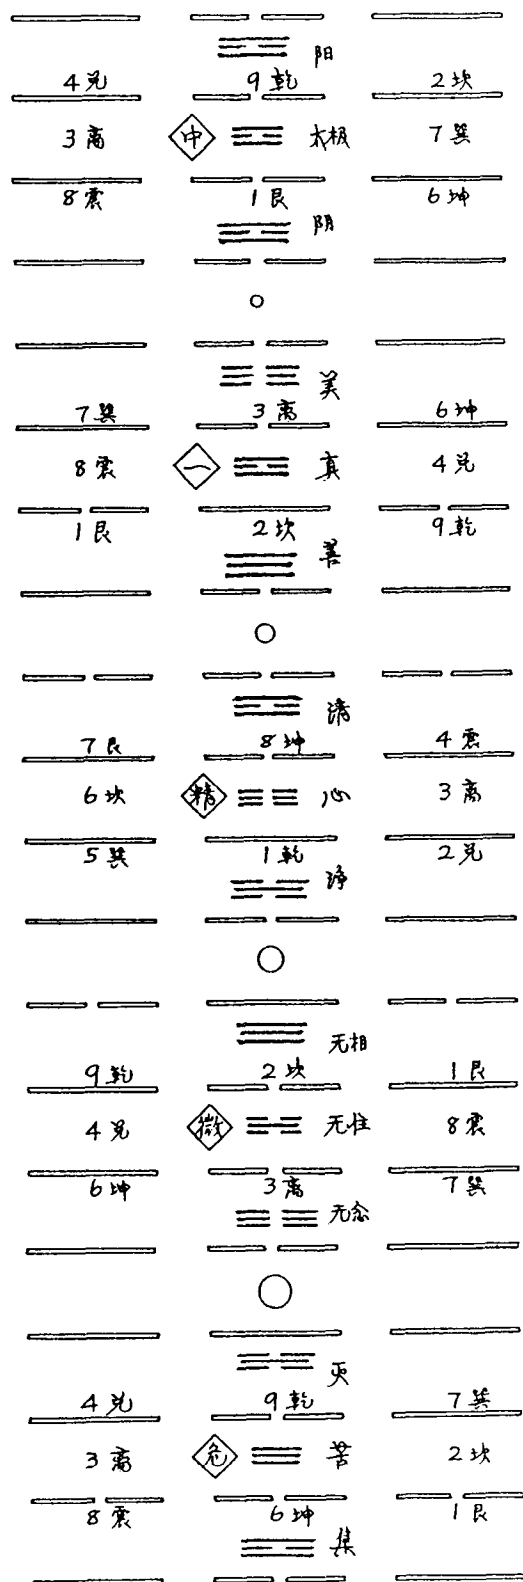 阳
4兑 9乾 2坎
3离 中 太极 7巽
8震 1艮 6坤
阴
美
7巽 3离 6坤
8震 一 真 4兑
1艮 2坎 9乾
善
清
7艮 8坤 4震
6坎 精 心 3离
5巽 1乾 2兑
净
无相
9乾 2坎 1艮
4兑 微 无住 8震
6坤 3离 7巽
无念
灭
4兑 9乾 7巽
3离 危 苦 2坎
8震 6坤 1艮
集